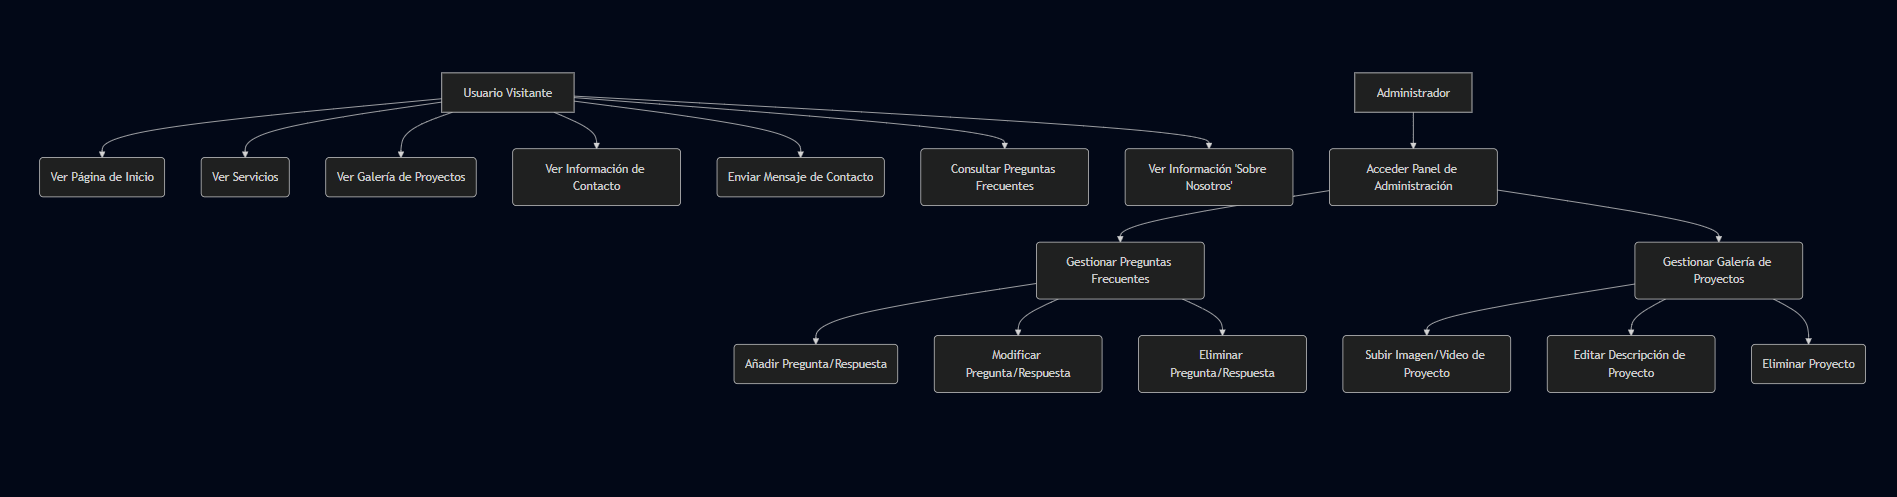 Usuario Visitante
Administrador
Ver Página de Inicio
Ver Servicios
Ver Galería de Proyectos
Ver Información de
Contacto
Enviar Mensaje de Contacto
Consultar Preguntas
Frecuentes
Ver Información 'Sobre
Nosotros'
Acceder Panel de
Administración
Gestionar Preguntas
Frecuentes
Gestionar Galería de
Proyectos
Añadir Pregunta/Respuesta
Modificar
Pregunta/Respuesta
Eliminar
Pregunta/Respuesta
Subir Imagen/Video de
Proyecto
Editar Descripción de
Proyecto
Eliminar Proyecto